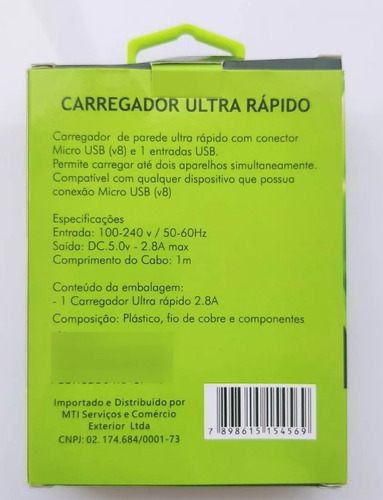 CARREGADOR ULTRA RÁPIDO
Carregador de parede ultra rápido com conector
Micro USB (v8) e 1 entradas USB.
Permite carregar até dois aparelhos simultaneamente.
Compatível com qualquer dispositivo que possua
conexão Micro USB (v8)
Especificações
Entrada: 100-240 v / 50-60Hz
Saída: DC.5.0v - 2.8A max
Comprimento do Cabo: 1m
Conteúdo da embalagem:
- 1 Carregador Ultra rápido 2.8A
Composição: Plástico, fio de cobre e componentes
Importado e Distribuido por
MTI Serviços e Comércio
Exterior Ltda
CNPJ: 02. 174.684/0001-73
7 898615 154569